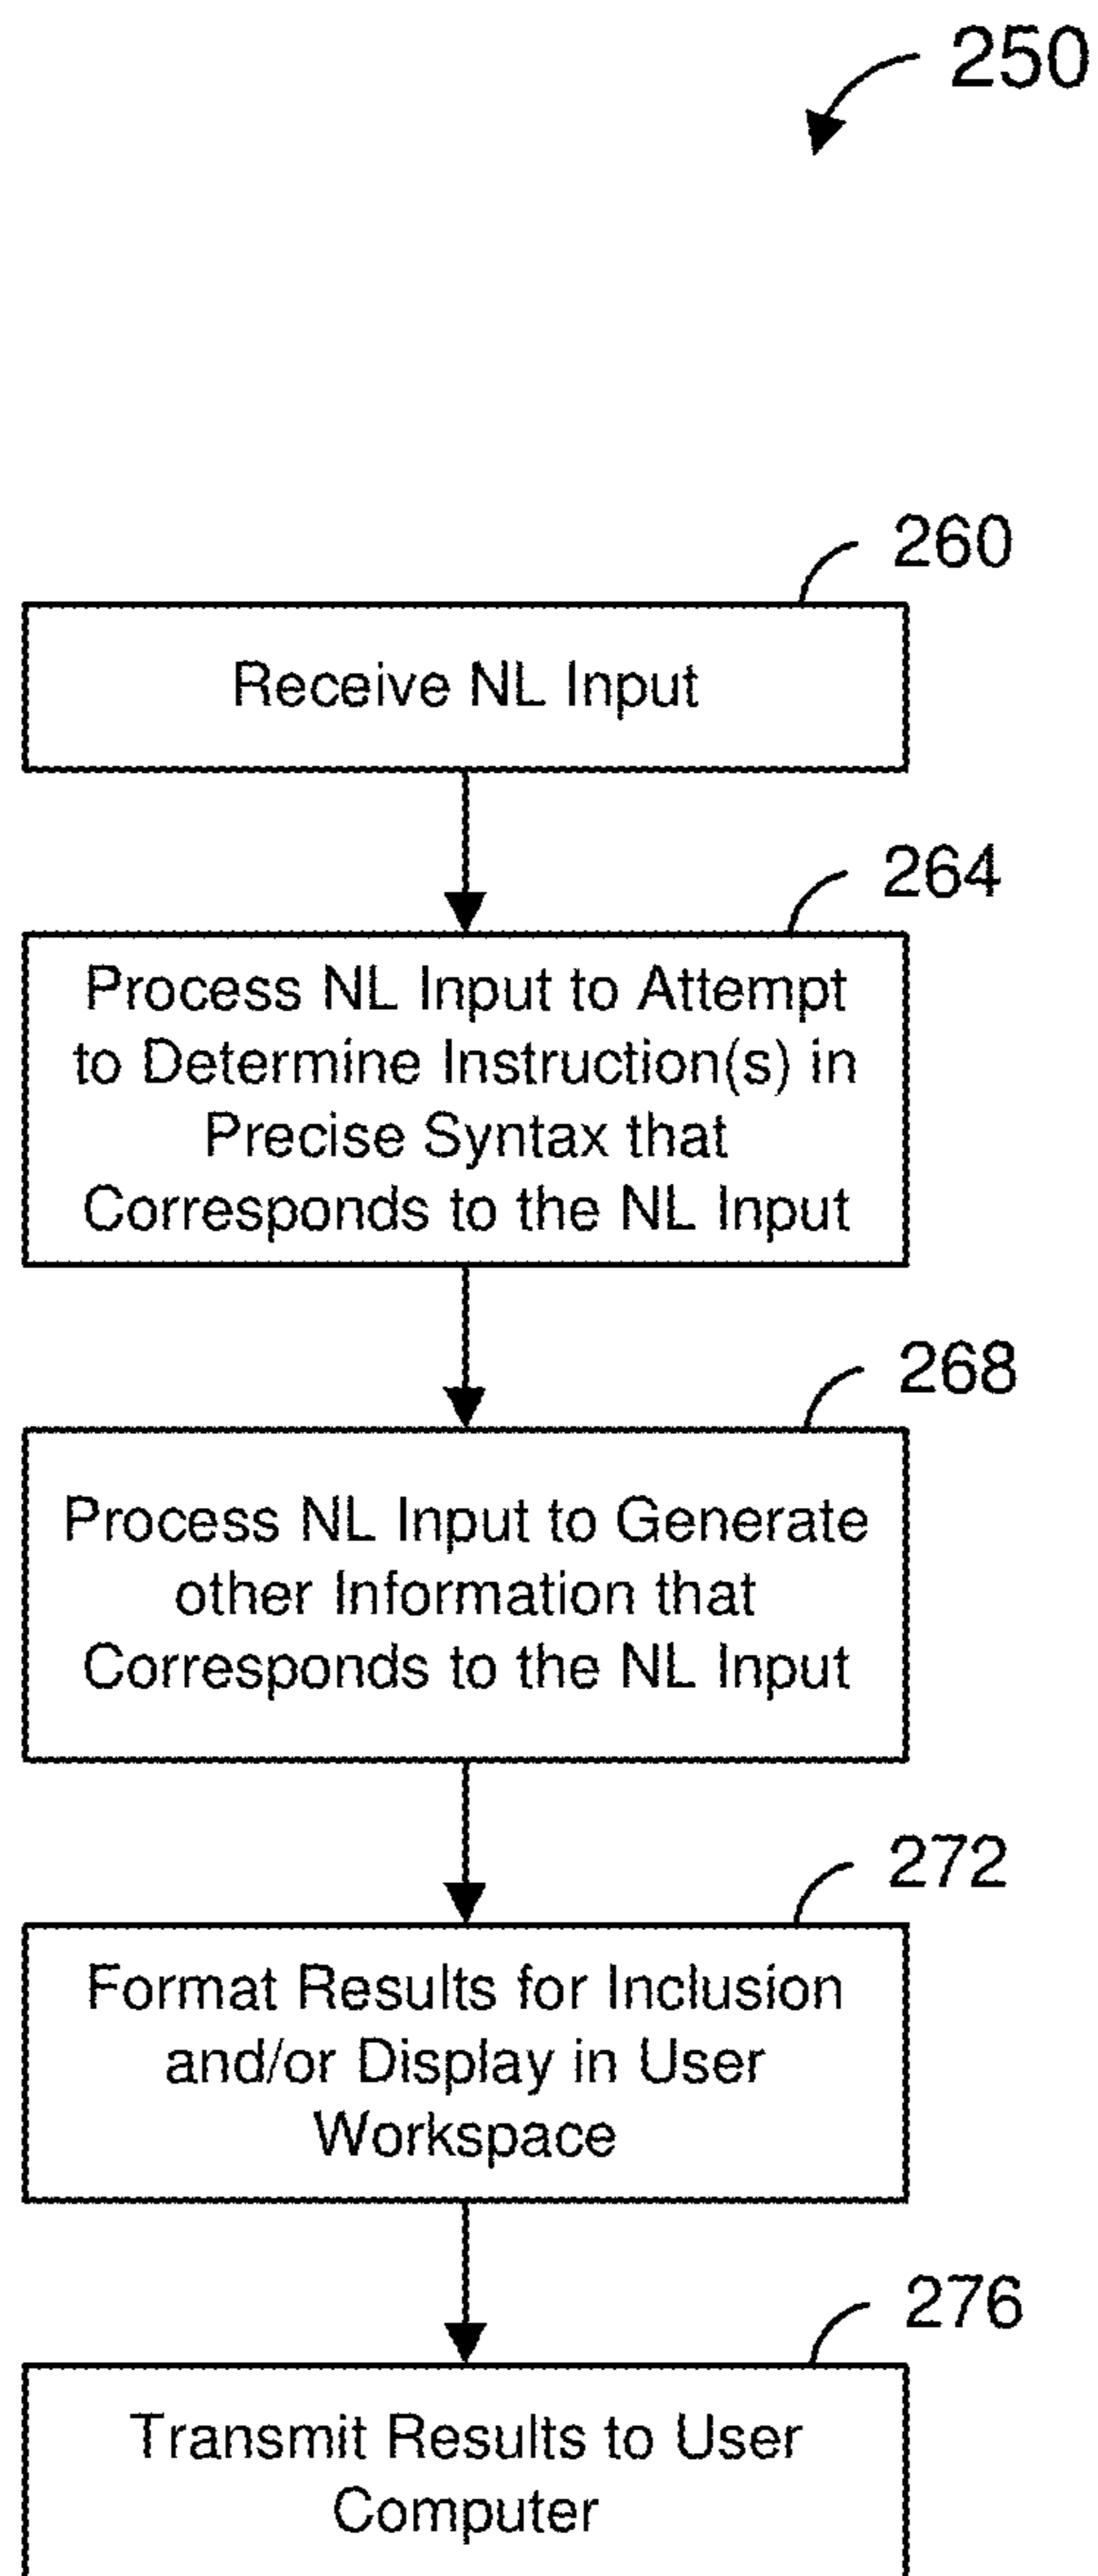 250
260
Receive NL Input
264
Process NL Input to Attempt
to Determine Instruction(s) in
Precise Syntax that
Corresponds to the NL Input
268
Process NL Input to Generate
other Information that
Corresponds to the NL Input
272
Format Results for Inclusion
and/or Display in User
Workspace
276
Transmit Results to User
Computer